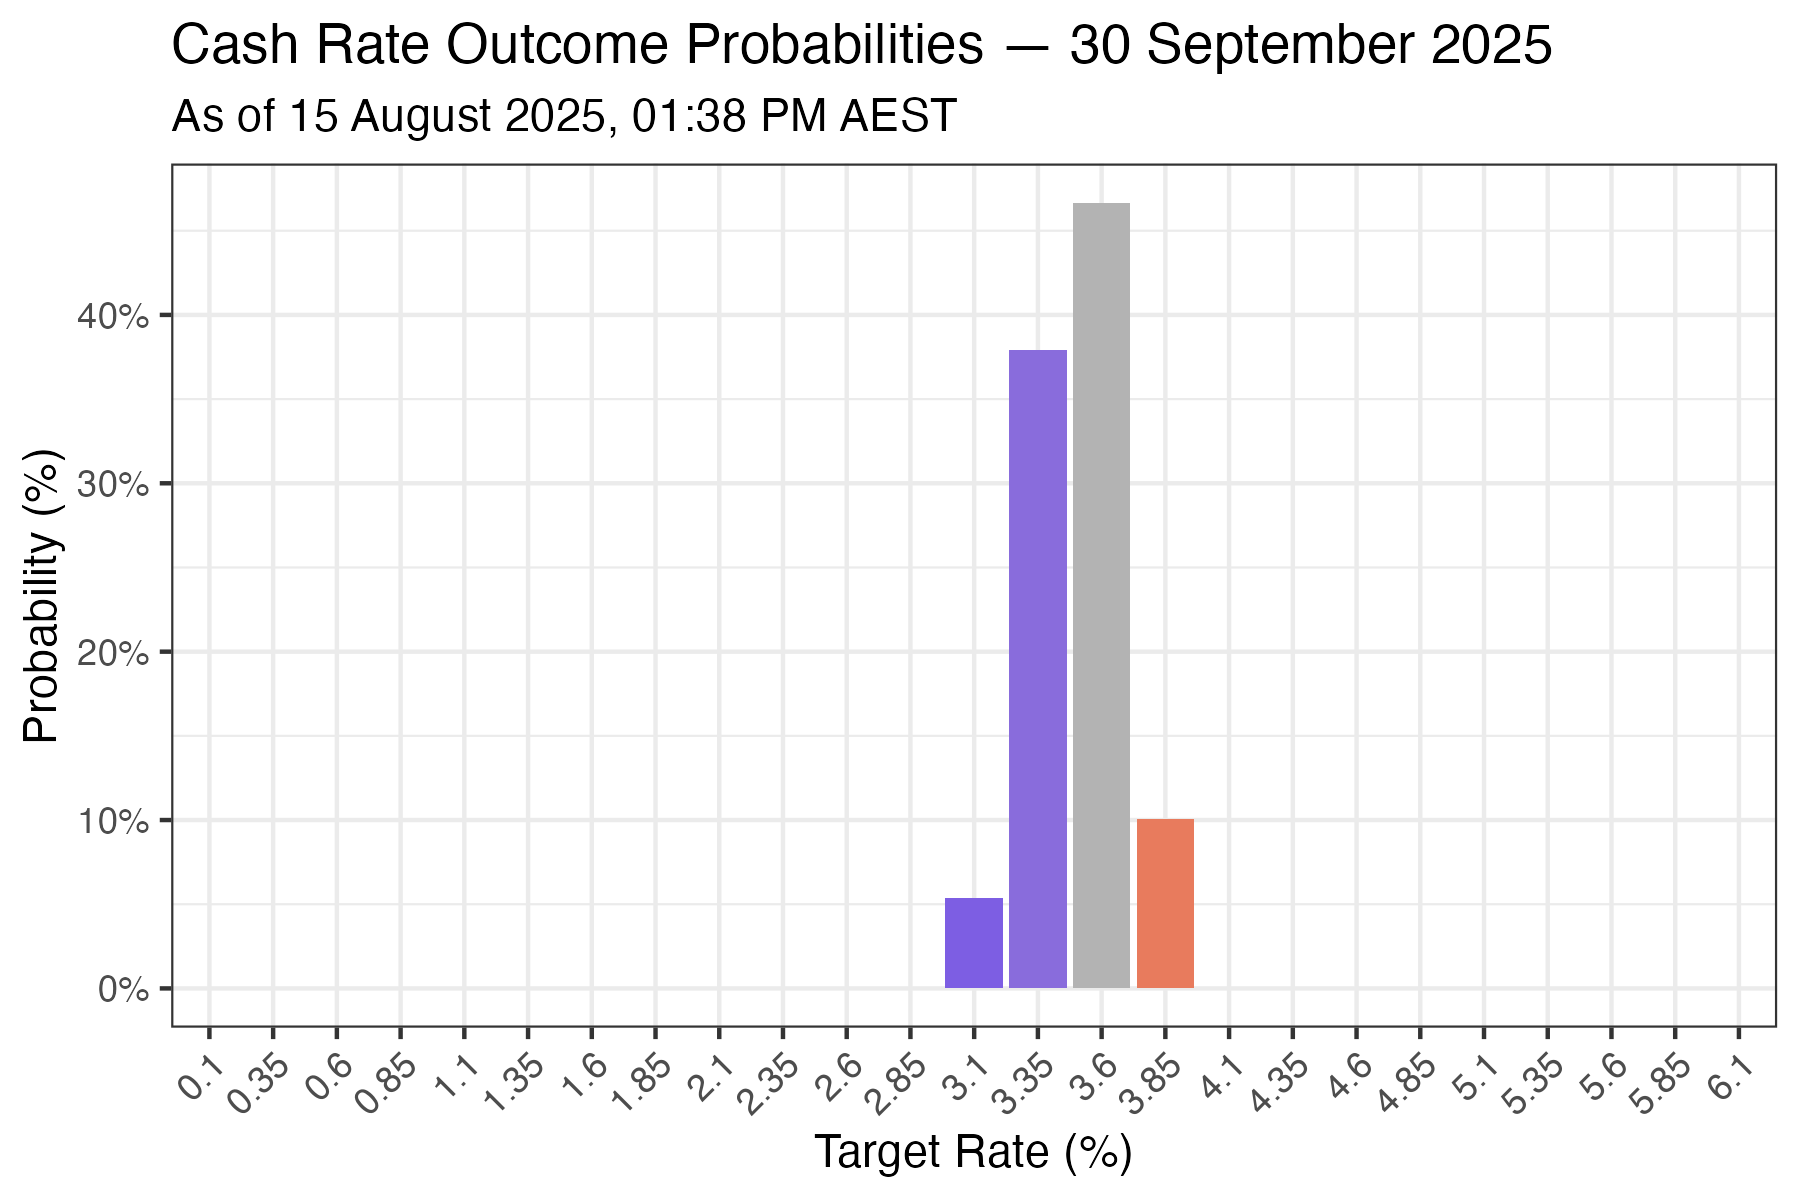 Cash Rate Outcome Probabilities — 30 September 2025
As of 15 August 2025, 01:38 PM AEST
Probability (%)
40%
30%
20%
10%
0%
0.1 0.35 0.6 0.85 1.1 1.35 1.6 1.85 2.1 2.35 2.6 2.85 3.1 3.35 3.6 3.85 4.1 4.35 4.6 4.85 5.1 5.35 5.6 5.85 6.1
Target Rate (%)